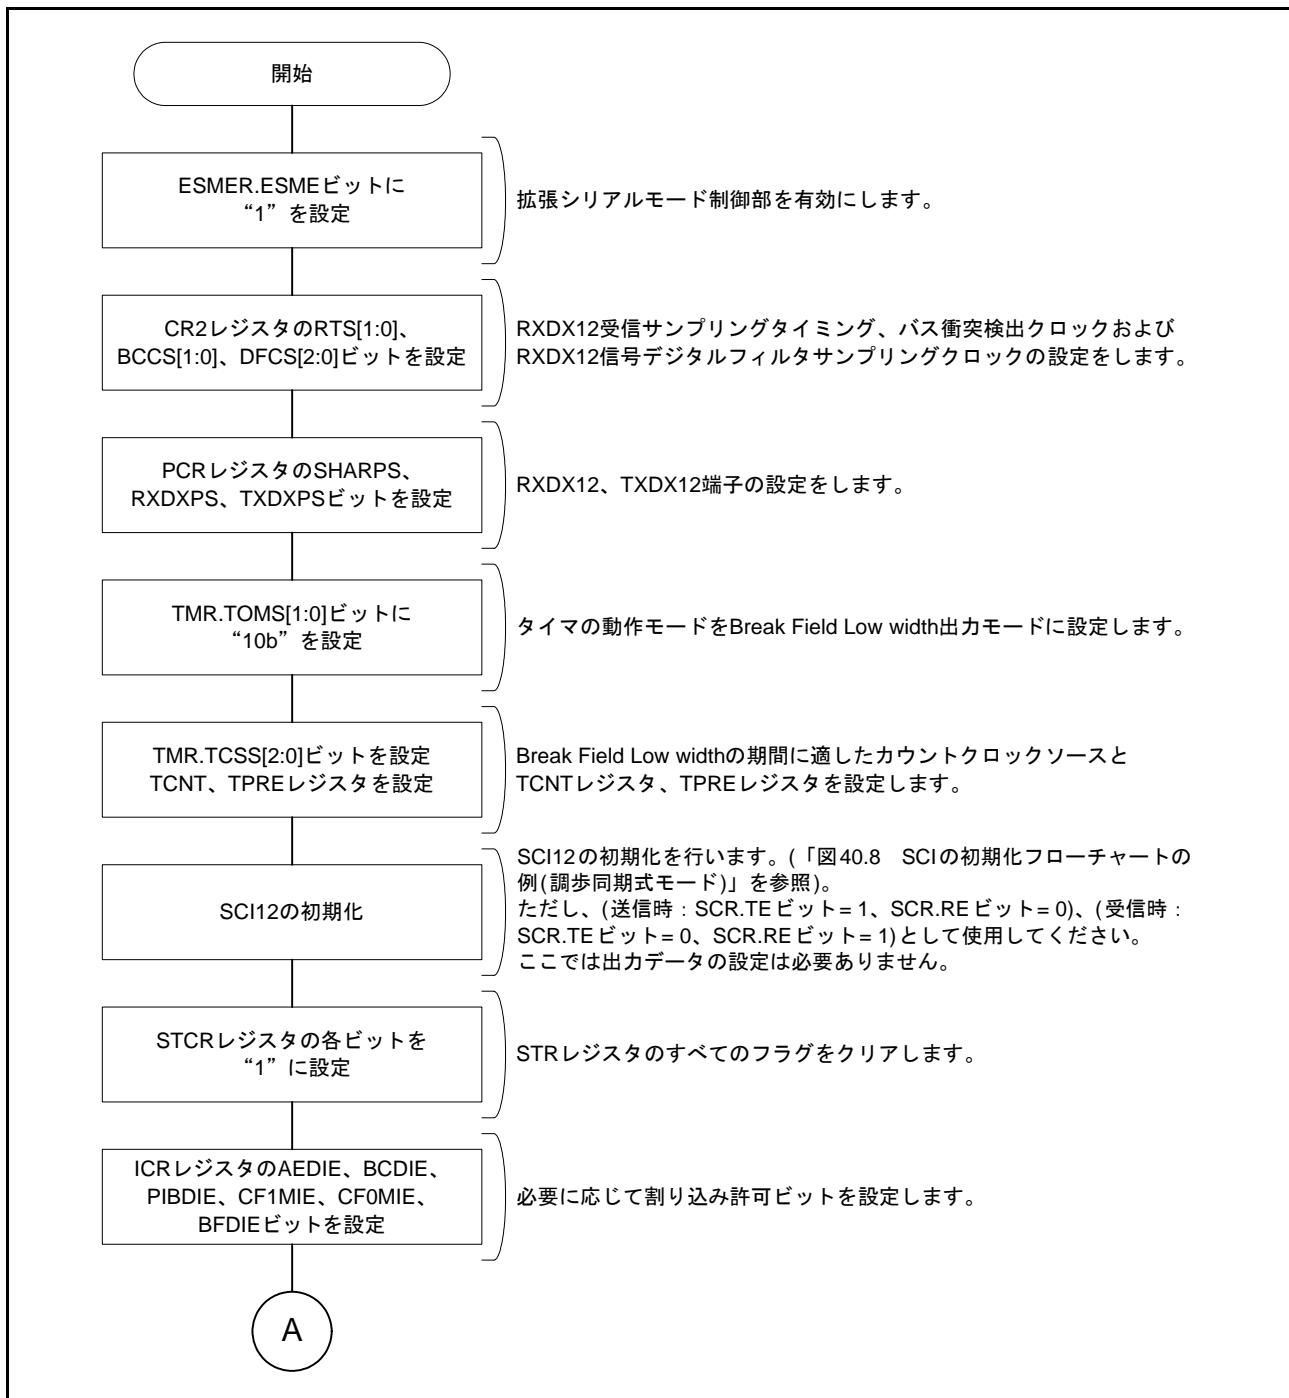 開始
ESMER.ESMEビットに
“1”を設定
拡張シリアルモード制御部を有効にします。
CR2レジスタのRTS[1:0]、
BCCS[1:0]、DFCS[2:0]ビットを設定
RXDX12受信サンプリングタイミング、バス衝突検出クロックおよび
RXDX12信号デジタルフィルタサンプリングクロックの設定をします。
PCRレジスタのSHARPS、
RXDXPS、TXDXPSビットを設定
RXDX12、TXDX12端子の設定をします。
TMR.TOMS[1:0]ビットに
“10b”を設定
タイマの動作モードをBreak Field Low width出力モードに設定します。
TMR.TCSS[2:0]ビットを設定
TCNT、TPREレジスタを設定
Break Field Low widthの期間に適したカウントクロックソースと
TCNTレジスタ、TPREレジスタを設定します。
SCI12の初期化
SCI12の初期化を行います。(「図40.8　SCIの初期化フローチャートの
例(調歩同期式モード)」を参照)。
ただし、(送信時：SCR.TEビット= 1、SCR.REビット= 0)、(受信時：
SCR.TEビット= 0、SCR.REビット= 1)として使用してください。
ここでは出力データの設定は必要ありません。
STCRレジスタの各ビットを
“1”に設定
STRレジスタのすべてのフラグをクリアします。
ICRレジスタのAEDIE、BCDIE、
PIBDIE、CF1MIE、CF0MIE、
BFDIEビットを設定
必要に応じて割り込み許可ビットを設定します。
A